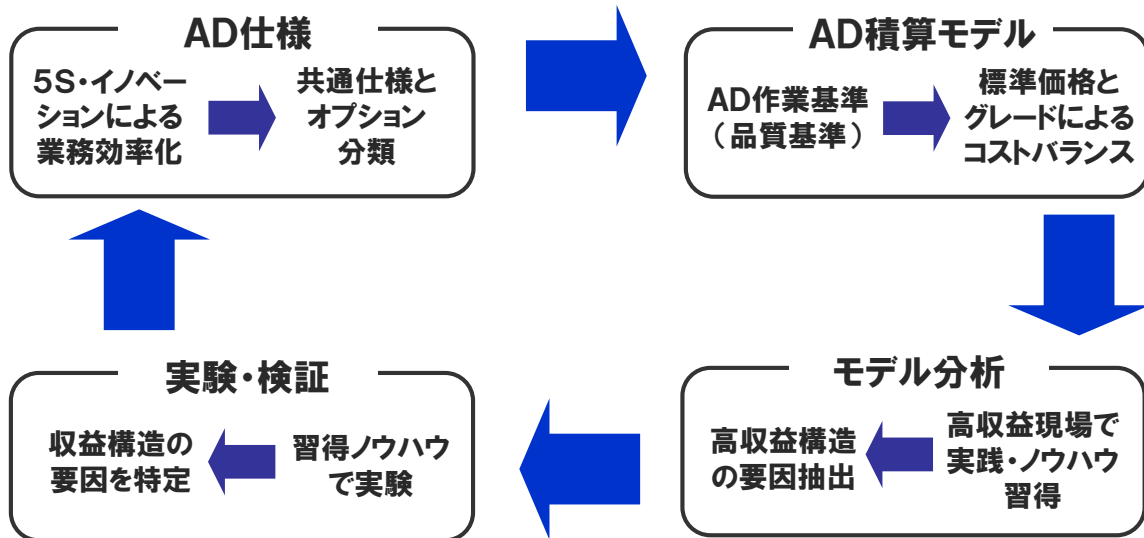 AD仕様
5S・イノベー
ションによる
業務効率化
共通仕様と
オプション
分類
AD積算モデル
AD作業基準
（品質基準）
標準価格と
グレードによる
コストバランス
モデル分析
高収益現場で
実践・ノウハウ
習得
高収益構造
の要因抽出
実験・検証
習得ノウハウ
で実験
収益構造の
要因を特定